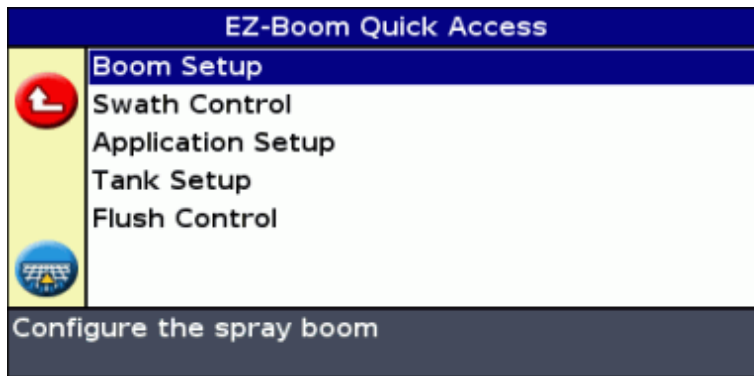 EZ-Boom Quick Access
Boom Setup
Swath Control
Application Setup
Tank Setup
Flush Control
Configure the spray boom